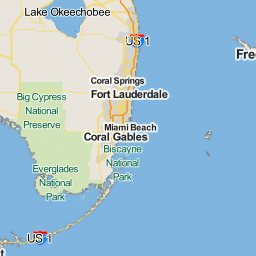 Lake Okeechobee
US 1
Fre
Coral Springs
Fort Lauderdale
Big Cypress
National
Preserve
Miami Beach
Coral Gables
Biscayne
National
Park
Everglades
National
Park
US 1
t